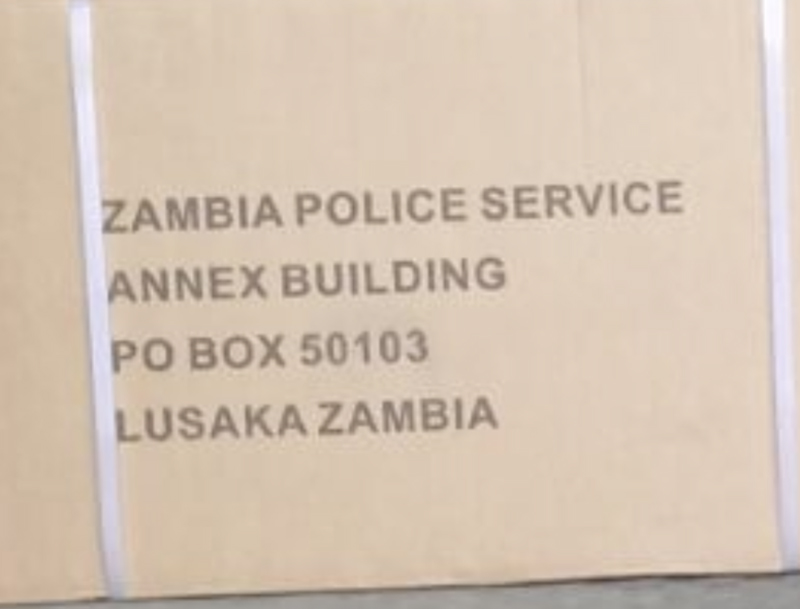 ZAMBIA POLICE SERVICE
ANNEX BUILDING
PO BOX 50103
LUSAKA ZAMBIA